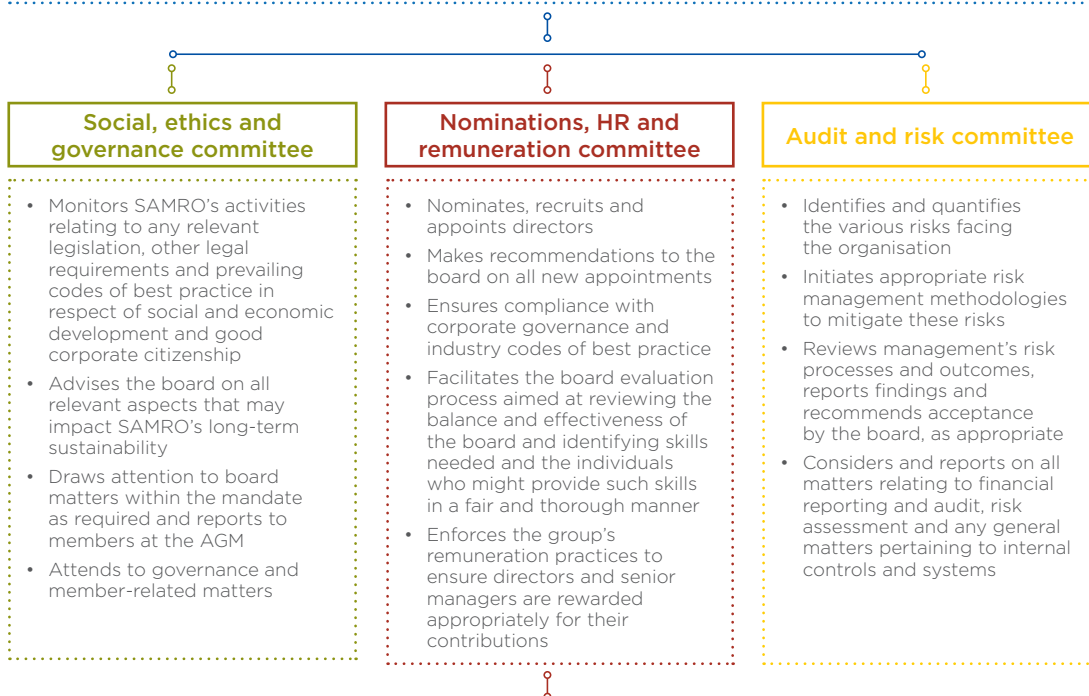 Social, ethics and
governance committee
• Monitors SAMRO's activities
relating to any relevant
legislation, other legal
requirements and prevailing
codes of best practice in
respect of social and economic
development and good
corporate citizenship
• Advises the board on all
relevant aspects that may
impact SAMRO's long-term
sustainability
• Draws attention to board
matters within the mandate
as required and reports to
members at the AGM
• Attends to governance and
member-related matters
Nominations, HR and
remuneration committee
• Nominates, recruits and
appoints directors
• Makes recommendations to the
board on all new appointments
• Ensures compliance with
corporate governance and
industry codes of best practice
• Facilitates the board evaluation
process aimed at reviewing the
balance and effectiveness of
the board and identifying skills
needed and the individuals
who might provide such skills
in a fair and thorough manner
• Enforces the group's
remuneration practices to
ensure directors and senior
managers are rewarded
appropriately for their
contributions
Audit and risk committee
• Identifies and quantifies
the various risks facing
the organisation
• Initiates appropriate risk
management methodologies
to mitigate these risks
• Reviews management's risk
processes and outcomes,
reports findings and
recommends acceptance
by the board, as appropriate
• Considers and reports on all
matters relating to financial
reporting and audit, risk
assessment and any general
matters pertaining to internal
controls and systems